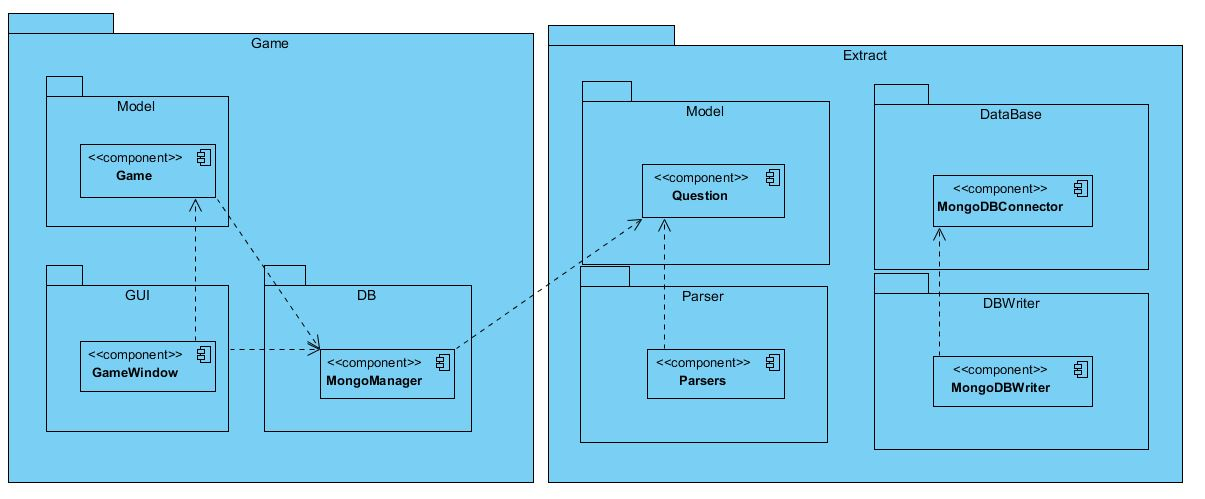 Game
Model
<<component>>
Game
GUI
<<component>>
GameWindow
DB
<<component>>
MongoManager
Extract
Model
<<component>>
Question
DataBase
<<component>>
MongoDBConnector
Parser
<<component>>
Parsers
DBWriter
<<component>>
MongoDBWriter